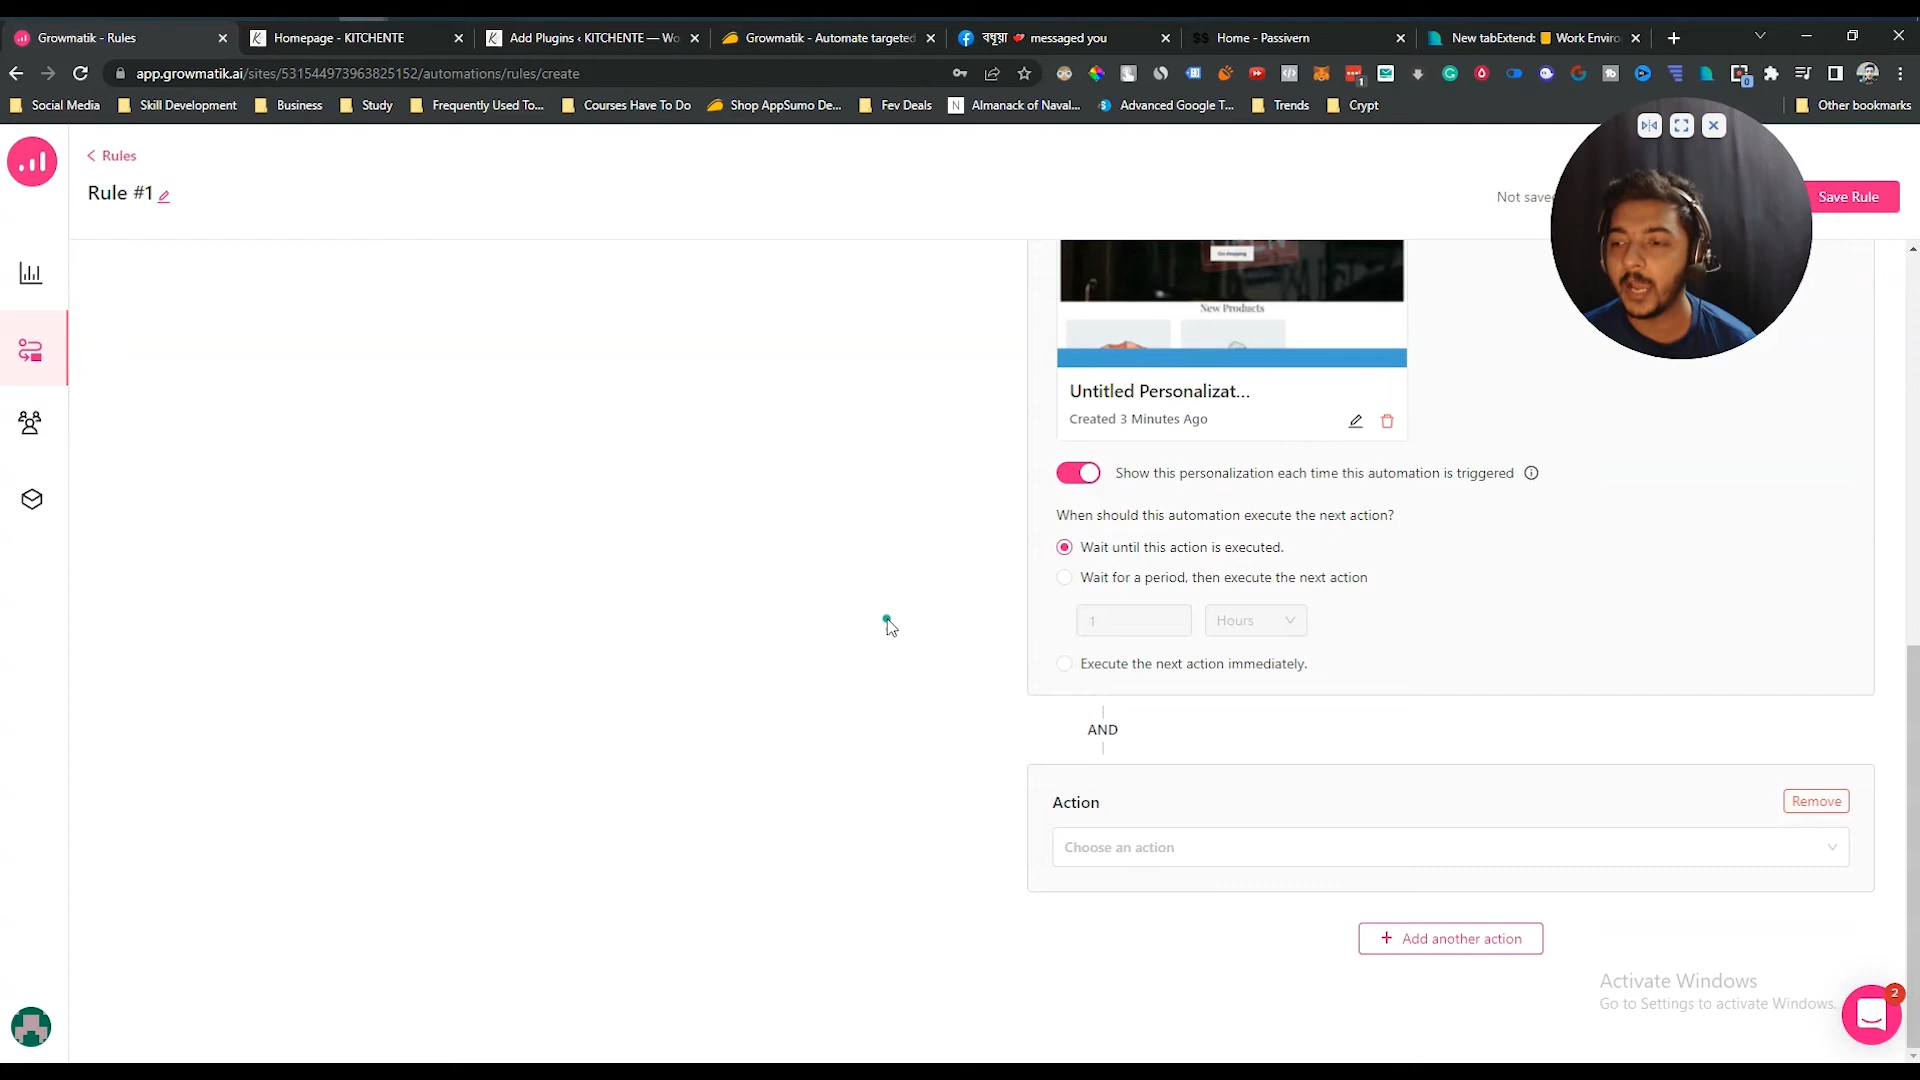 Growmatik - Rules
Homepage - KITCHENTE
Add Plugins ‹ KITCHENTE — Wo
Growmatik - Automate targeted
বধূয়া ❤️ messaged you
$$ Home - Passivern
New tabExtend: Work Enviro
app.growmatik.ai/sites/531544973963825152/automations/rules/create
Social Media
Skill Development
Business
Study
Frequently Used To...
Courses Have To Do
Shop AppSumo De...
Fev Deals
Almanack of Naval...
Advanced Google T...
Trends
Crypt
Other bookmarks
< Rules
Rule #1
Not save
Save Rule
New Products
Untitled Personalizat...
Created 3 Minutes Ago
Show this personalization each time this automation is triggered
When should this automation execute the next action?
Wait until this action is executed.
Wait for a period, then execute the next action
1
Hours
Execute the next action immediately.
AND
Action
Remove
Choose an action
+ Add another action
Activate Windows
Go to Settings to activate Windows.
2